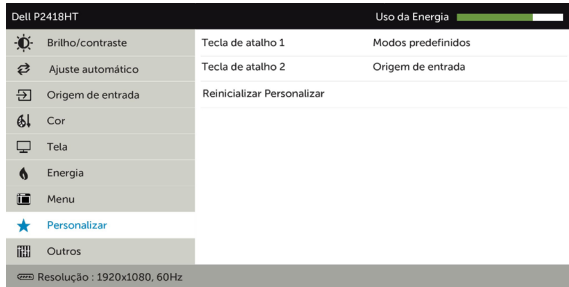 Dell P2418HT Uso da Energia
Brilho/contraste Tecla de atalho 1 Modos predefinidos
Ajuste automático Tecla de atalho 2 Origem de entrada
Origem de entrada Reinicializar Personalizar
Cor
Tela
Energia
Menu
Personalizar
Outros
Resolução : 1920x1080, 60Hz